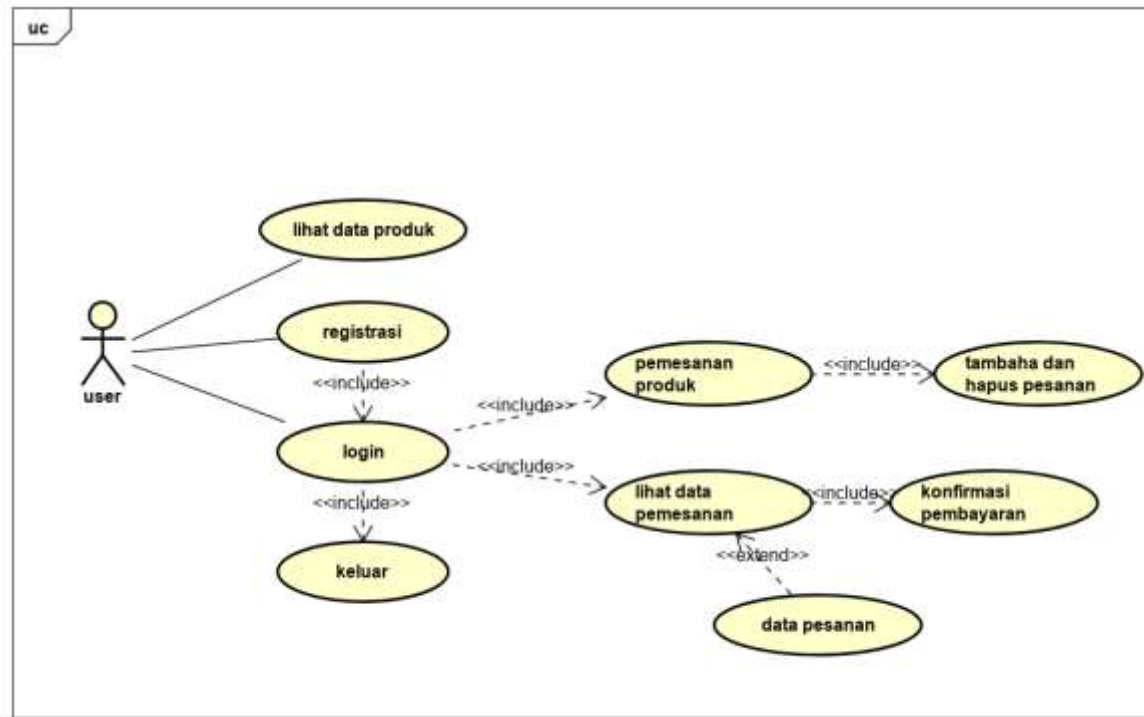 uc
lihat data produk
registrasi
user
<<include>>
login
<<include>>
keluar
<<include>>
<<include>>
pemesanan
produk
<<include>>
tambaha dan
hapus pesanan
lihat data
pemesanan
<<include>>
konfirmasi
pembayaran
<<extend>>
data pesanan